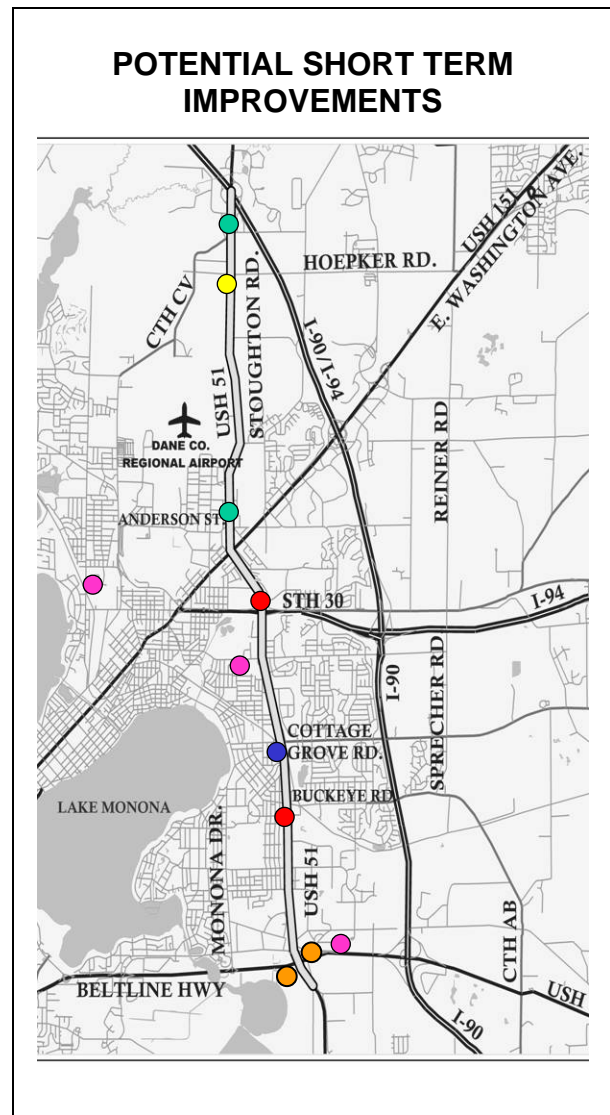 POTENTIAL SHORT TERM
IMPROVEMENTS
USH 151
E. WASHINGTON AVE.
HOEPKER RD.
CTH CV
STOUGHTON RD.
USH 51
I-90/I-94
DANE CO.
REGIONAL AIRPORT
REINER RD
ANDERSON ST.
STH 30
I-94
I-90
SPRECHER RD
COTTAGE
GROVE RD.
BUCKEYE RD
LAKE MONONA
MONONA DR.
USH 51
CTH AB
BELTLINE HWY
USH
I-90